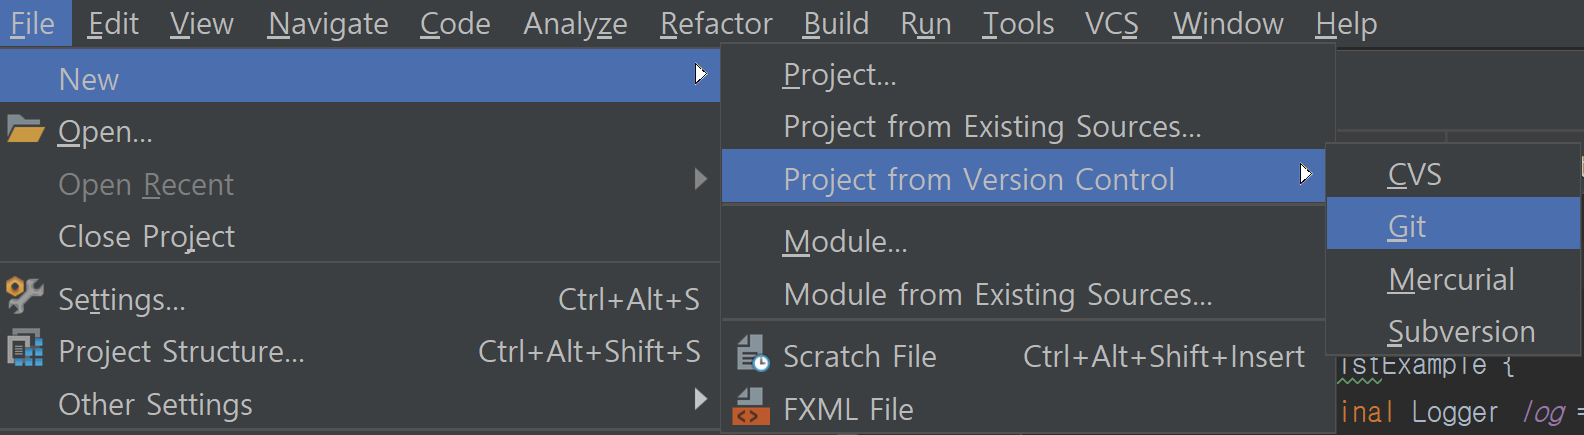 File Edit View Navigate Code Analyze Refactor Build Run Tools VCS Window Help
New
Open...
Open Recent
Close Project
Settings... Ctrl+Alt+S
Project Structure... Ctrl+Alt+Shift+S
Other Settings
Project...
Project from Existing Sources...
Project from Version Control
Module...
Module from Existing Sources...
Scratch File Ctrl+Alt+Shift+Insert
FXML File
CVS
Git
Mercurial
Subversion
istExample {
inal Logger log =